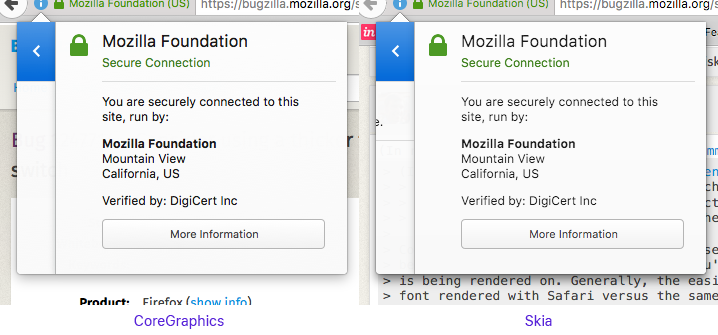 Mozilla Foundation (US)
https://bugzilla.mozilla.org/s
Mozilla Foundation
Secure Connection
You are securely connected to this
site, run by:
Mozilla Foundation
Mountain View
California, US
Verified by: DigiCert Inc
More Information
Product: Firefox (show info)
CoreGraphics
Mozilla Foundation (US)
https://bugzilla.mozilla.org/s
in
Mozilla Foundation
Secure Connection
You are securely connected to this
site, run by:
e.
Mozilla Foundation
Mountain View
California, US
Verified by: DigiCert Inc
More Information
> is being rendered on. Generally, the easi
> font rendered with Safari versus the same
Skia